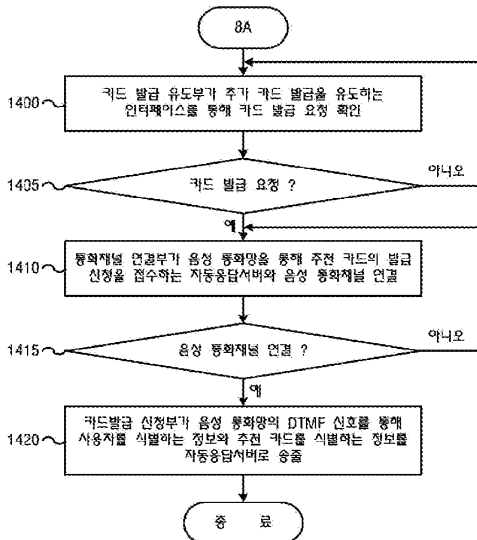 8A
1400
카드 발급 유도부가 추가 카드 발급을 유도하는
인터페이스를 통해 카드 발급 요청 확인
1405
카드 발급 요청 ?
아니오
예
1410
통화채널 연결부가 음성 통화망을 통해 추천 카드의 발급
신청을 접수하는 자동응답서버와 음성 통화채널 연결
1415
음성 통화채널 연결 ?
아니오
예
1420
카드발급 신청부가 음성 통화망의 DTMF 신호를 통해
사용자를 식별하는 정보와 추천 카드를 식별하는 정보를
자동응답서버로 송출
종 료